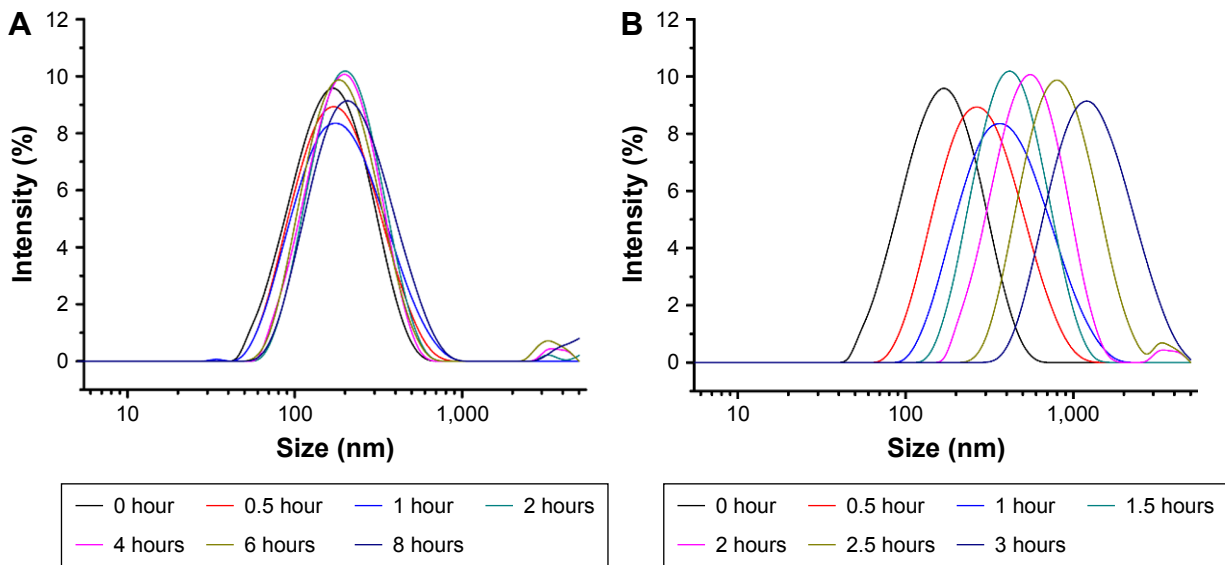 A
Intensity (%)
12
10
8
6
4
2
0
10 100 1,000
Size (nm)
0 hour 0.5 hour 1 hour 2 hours
4 hours 6 hours 8 hours
B
Intensity (%)
12
10
8
6
4
2
0
10 100 1,000
Size (nm)
0 hour 0.5 hour 1 hour 1.5 hours
2 hours 2.5 hours 3 hours